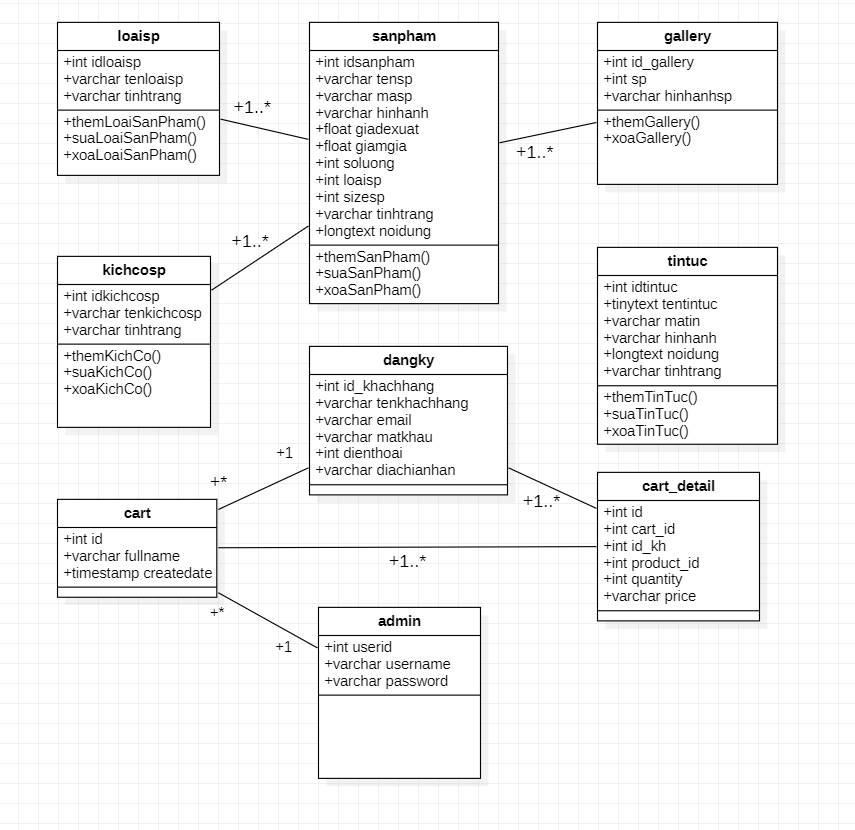 loaisp
+int idloaisp
+varchar tenloaisp
+varchar tinhtrang
+themLoaiSanPham()
+suaLoaiSanPham()
+xoaLoaiSanPham()
+1..*
sanpham
+int idsanpham
+varchar tensp
+varchar masp
+varchar hinhanh
+float giadexuat
+float giamgia
+int soluong
+int loaisp
+int sizesp
+varchar tinhtrang
+longtext noidung
+themSanPham()
+suaSanPham()
+xoaSanPham()
+1..*
gallery
+int id_gallery
+int sp
+varchar hinhanhsp
+themGallery()
+xoaGallery()
+1..*
kichcosp
+int idkichcosp
+varchar tenkichcosp
+varchar tinhtrang
+themKichCo()
+suaKichCo()
+xoaKichCo()
tintuc
+int idtintuc
+tinytext tentintuc
+varchar matin
+varchar hinhanh
+longtext noidung
+varchar tinhtrang
+themTinTuc()
+suaTinTuc()
+xoaTinTuc()
dangky
+int id_khachhang
+varchar tenkhachhang
+varchar email
+varchar matkhau
+int dienthoai
+varchar diachianhan
+1
+*
+1..*
cart
+int id
+varchar fullname
+timestamp createdate
+1..*
cart_detail
+int id
+int cart_id
+int id_kh
+int product_id
+int quantity
+varchar price
+*
+1
admin
+int userid
+varchar username
+varchar password